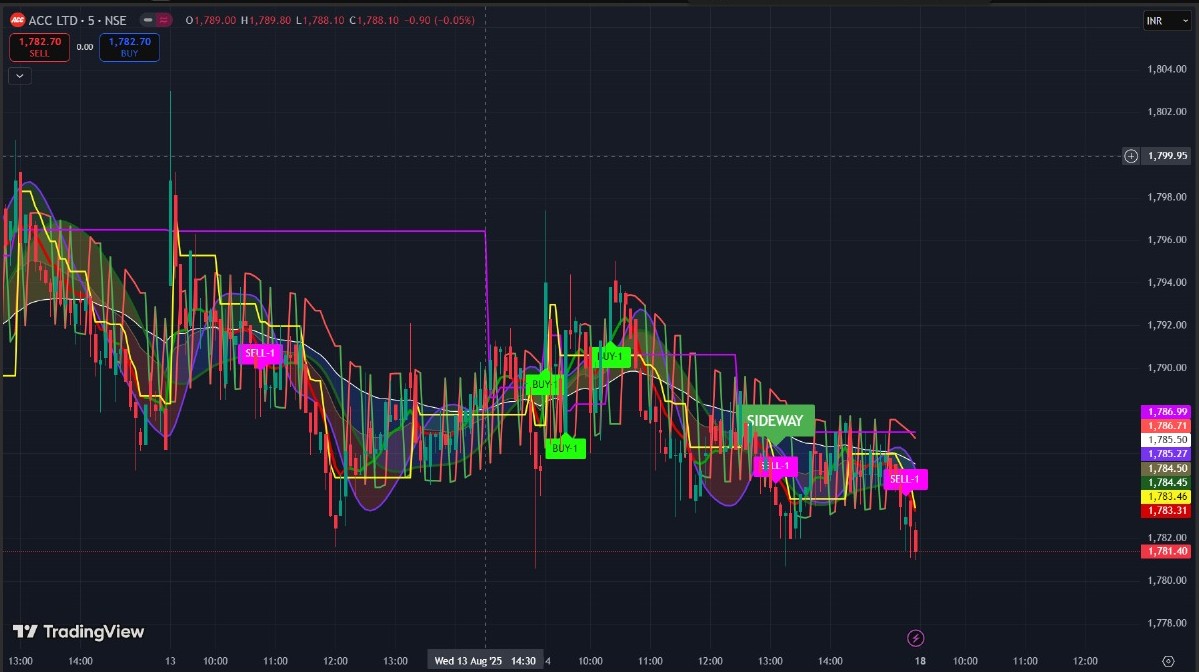 ACC LTD · 5 · NSE O1,789.00 H1,789.80 L1,788.10 C1,788.10 −0.90 (−0.05%)
INR
1,782.70
SELL
0.00
1,782.70
BUY
1,804.00
1,802.00
1,799.95
1,798.00
1,796.00
1,794.00
1,792.00
1,790.00
SELL-1
BUY-1
BUY-1
BUY-1
SIDEWAY
SELL-1
SELL-1
1,786.99
1,786.71
1,785.50
1,785.27
1,784.50
1,784.45
1,783.46
1,783.31
1,782.00
1,781.40
1,780.00
1,778.00
TradingView
13:00 14:00 13 10:00 11:00 12:00 13:00 Wed 13 Aug '25 14:30 4 10:00 11:00 12:00 13:00 14:00 18 10:00 11:00 12:00